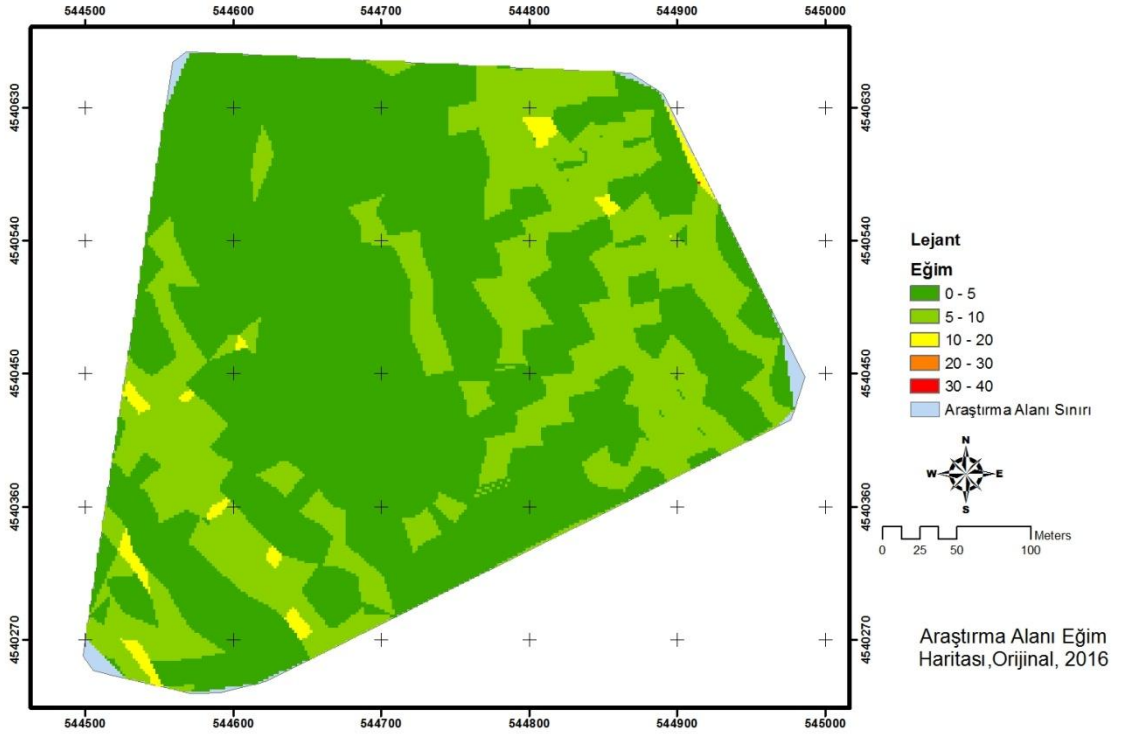 544500 544600 544700 544800 544900 545000
4540630 4540630
4540540 4540540
4540450 4540450
4540360 4540360
4540270 4540270
544500 544600 544700 544800 544900 545000
Lejant
Eğim
0 - 5
5 - 10
10 - 20
20 - 30
30 - 40
Araştırma Alanı Sınırı
N
W E
S
Meters
0 25 50 100
Araştırma Alanı Eğim
Haritası,Orijinal, 2016